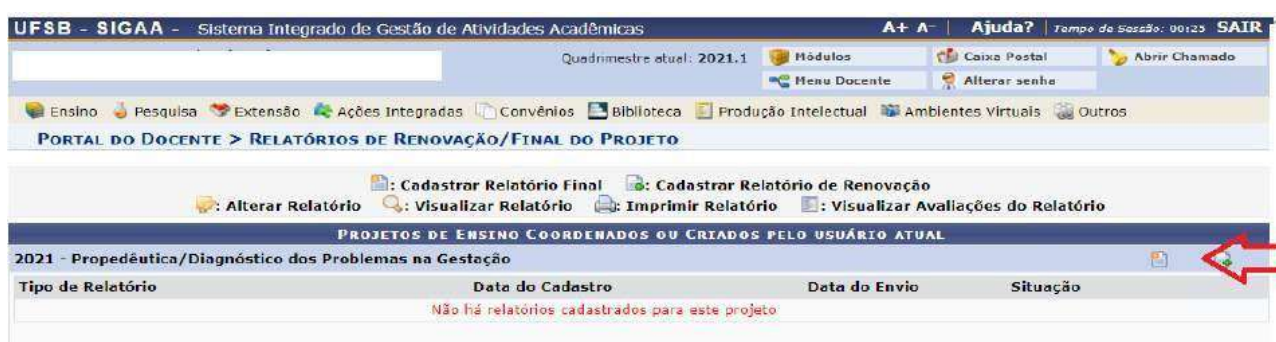 UFSB - SIGAA - Sistema Integrado de Gestão de Atividades Acadêmicas A+ A- | Ajuda? | Tempo de Sessão: 00:25 SAIR
Quadrimestre atual: 2021.1 Módulos Caixa Postal Abrir Chamado
Menu Docente Alterar senha
Ensino Pesquisa Extensão Ações Integradas Convênios Biblioteca Produção Intelectual Ambientes Virtuais Outros
PORTAL DO DOCENTE > RELATÓRIOS DE RENOVAÇÃO/FINAL DO PROJETO
: Cadastrar Relatório Final : Cadastrar Relatório de Renovação
: Alterar Relatório : Visualizar Relatório : Imprimir Relatório : Visualizar Avaliações do Relatório
PROJETOS DE ENSINO COORDENADOS OU CRIADOS PELO USUÁRIO ATUAL
2021 - Propedêutica/Diagnóstico dos Problemas na Gestação
Tipo de Relatório Data do Cadastro Data do Envio Situação
Não há relatórios cadastrados para este projeto